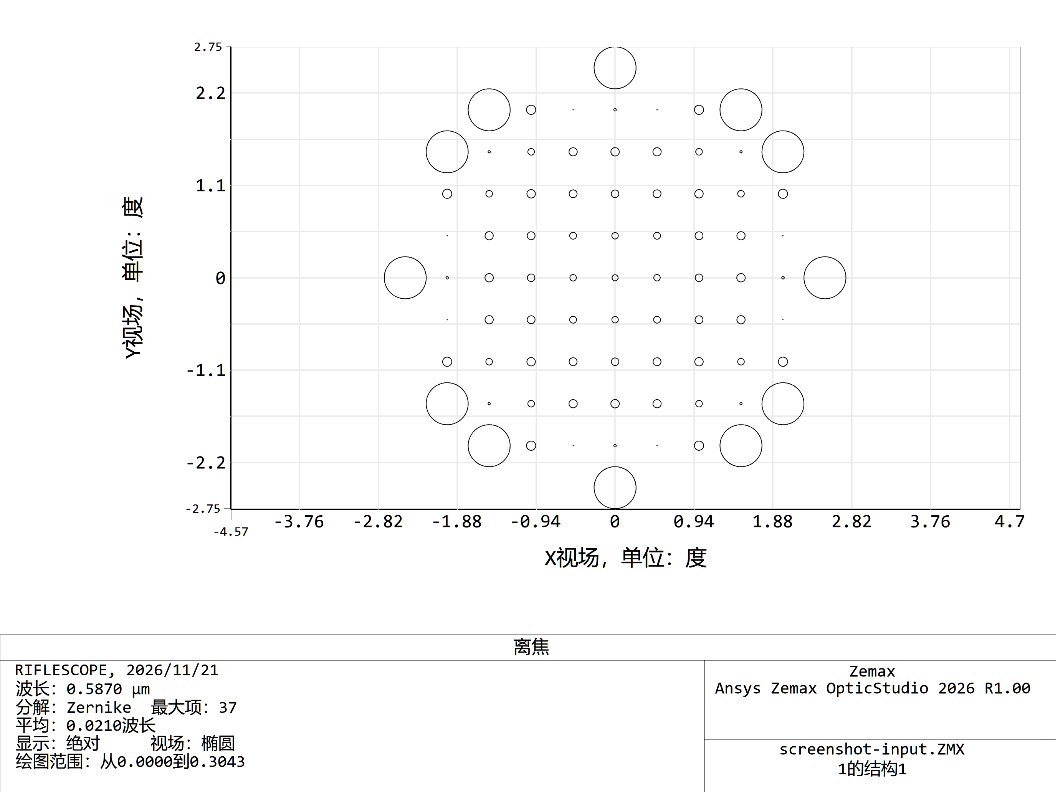 2.75
2.2
1.1
0
-1.1
-2.2
-2.75
Y视场，单位：度
-4.57
-3.76 -2.82 -1.88 -0.94 0 0.94 1.88 2.82 3.76 4.7
X视场，单位：度
离焦
RIFLESCOPE, 2026/11/21
波长：0.5870 µm
分解：Zernike 最大项：37
平均：0.0210波长
显示：绝对 视场：椭圆
绘图范围：从0.0000到0.3043
Zemax
Ansys Zemax OpticStudio 2026 R1.00
screenshot-input.ZMX
1的结构1